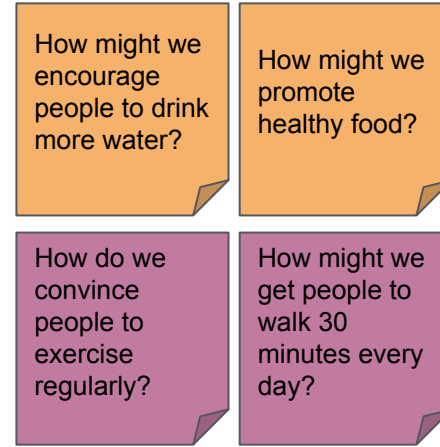 How might we
encourage
people to drink
more water?
How might we
promote
healthy food?
How do we
convince
people to
exercise
regularly?
How might we
get people to
walk 30
minutes every
day?